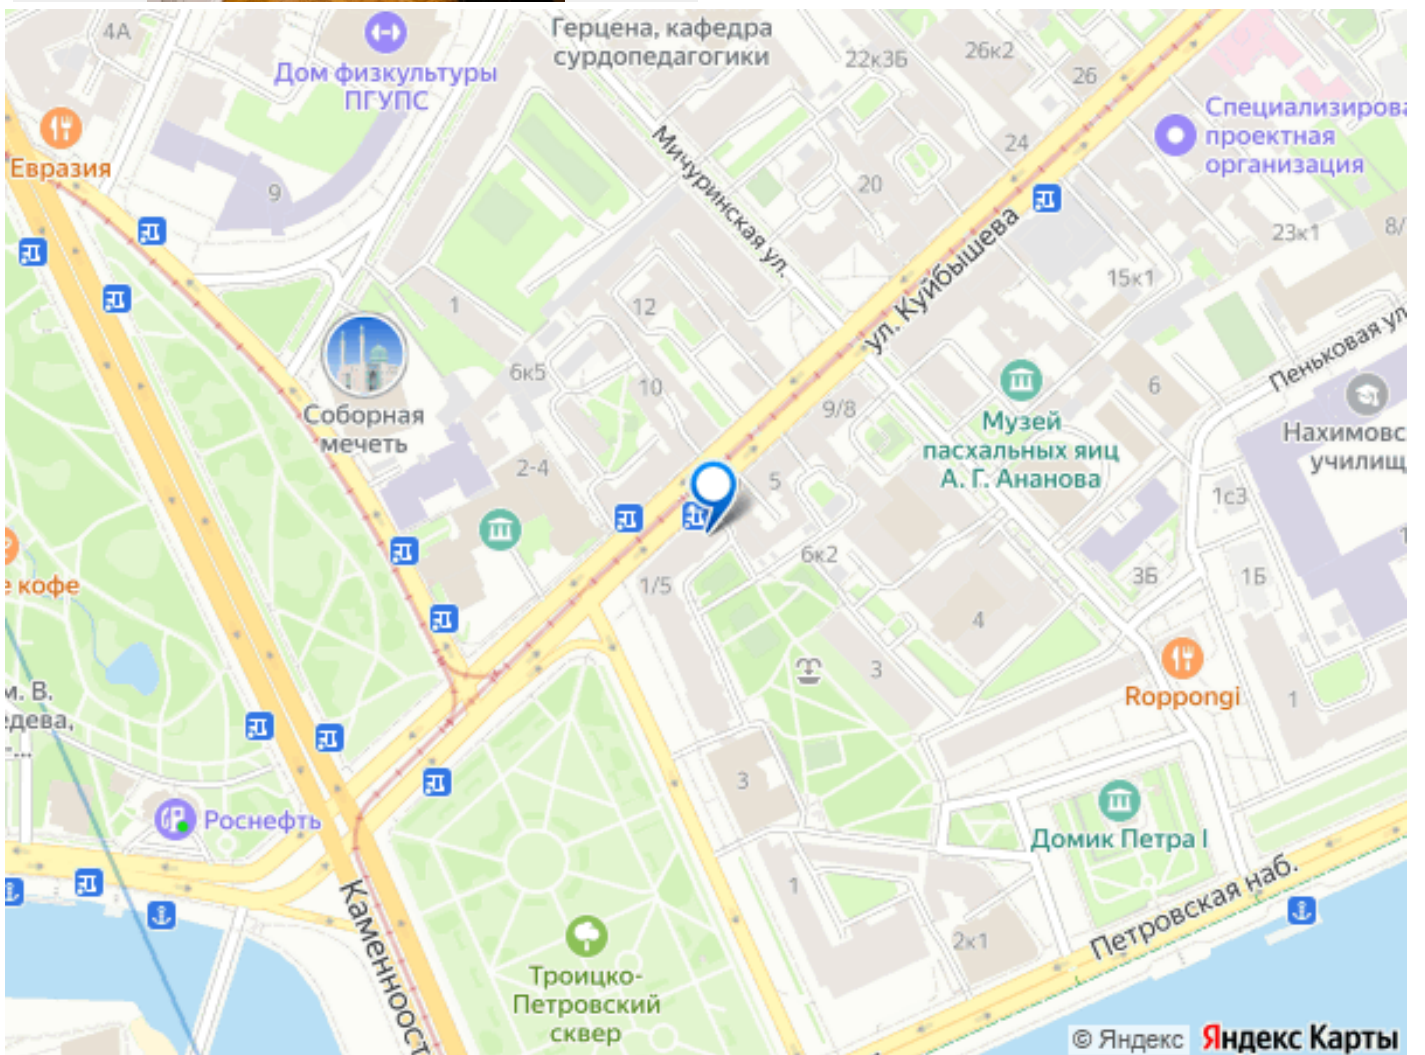 4А
Дом физкультуры
ПГУПС
Герцена, кафедра
сурдопедагогики
22к3Б
26к2
26
Специализирова
проектная
организация
Евразия
9
24
20
Мичуринская ул.
ул. Куйбышева
23к1
8/
15к1
1
12
6к5
10
Соборная
мечеть
2-4
9/8
5
Музей
пасхальных яиц
А. Г. Ананова
6
Пеньковая ул
Нахимовс
училищ
1с3
1
е кофе
1/5
6к2
3Б
1Б
4
3
Roppongi
1
м. В.
едева,
-...
3
Роснефть
Домик Петра I
Каменноост
1
Петровская наб.
2к1
Троицко-
Петровский
сквер
© Яндекс Яндекс Карты